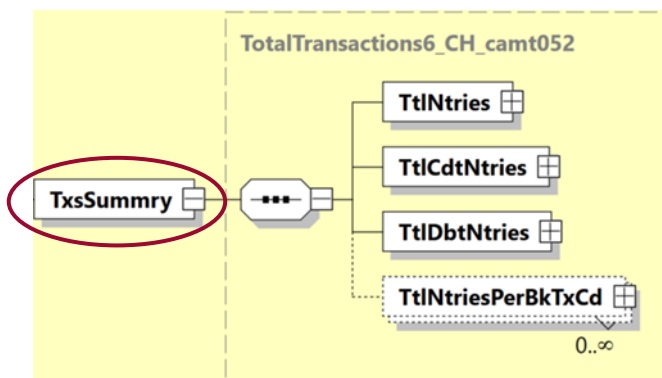 TotalTransactions6_CH_camt052
TtlNtries
TtlCdtNtries
TxsSummry
TtlDbtNtries
TtlNtriesPerBkTxCd
0..∞